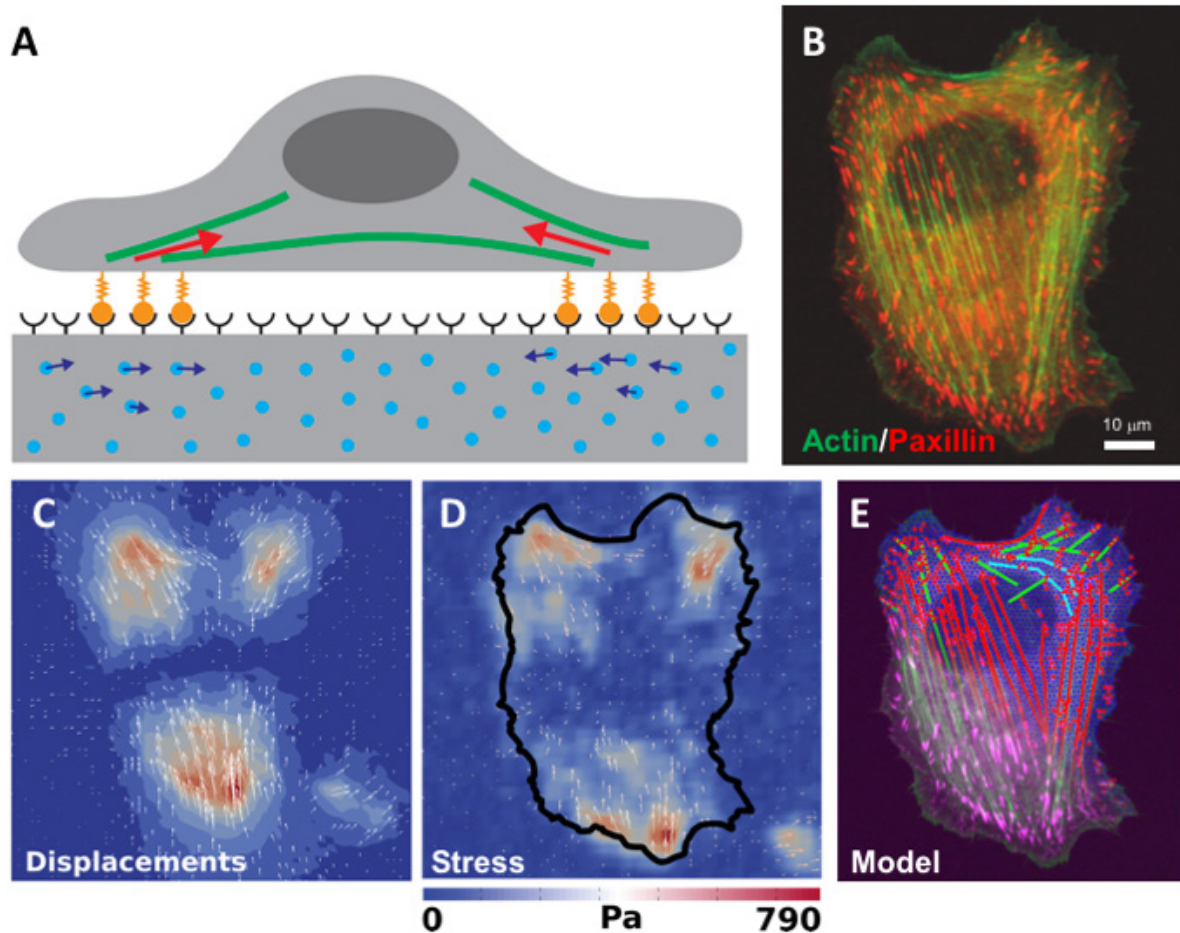 A
B
Actin/Paxillin
10 μm
C
Displacements
D
Stress
E
Model
0
Pa
790